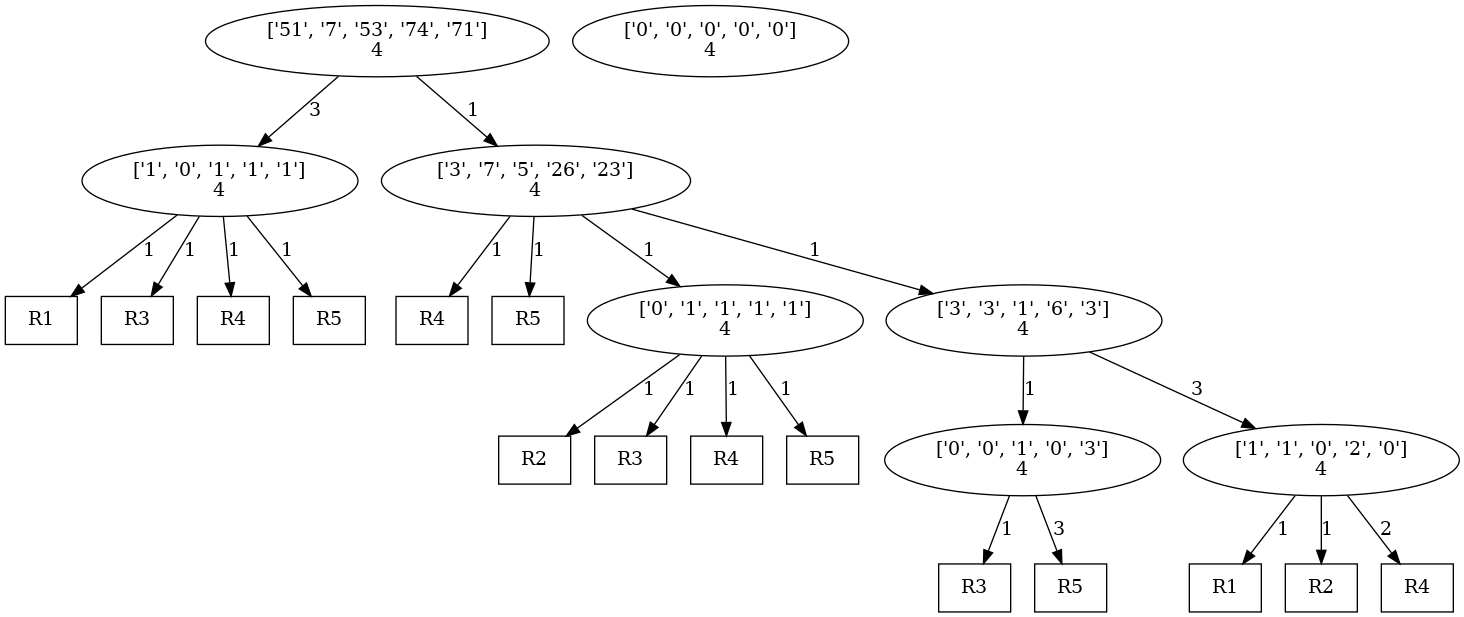 ['51', '7', '53', '74', '71']
4
['0', '0', '0', '0', '0']
4
3
1
['1', '0', '1', '1', '1']
4
['3', '7', '5', '26', '23']
4
1
1
1
1
1
1
1
1
R1
R3
R4
R5
R4
R5
['0', '1', '1', '1', '1']
4
['3', '3', '1', '6', '3']
4
1
1
1
1
1
3
R2
R3
R4
R5
['0', '0', '1', '0', '3']
4
['1', '1', '0', '2', '0']
4
1
3
1
1
2
R3
R5
R1
R2
R4